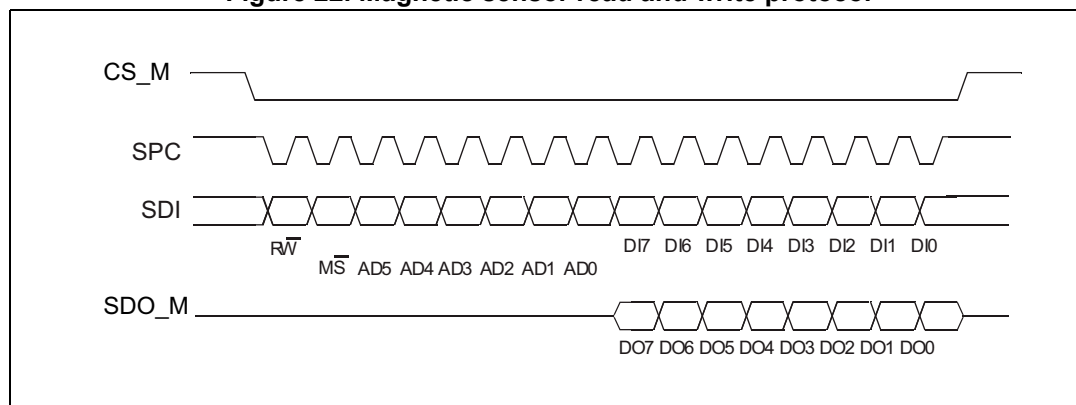 Figure 22. Magnetic sensor read and write protocol
CS_M
SPC
SDI
RW̅ DI7 DI6 DI5 DI4 DI3 DI2 DI1 DI0
MS̅ AD5 AD4 AD3 AD2 AD1 AD0
SDO_M
DO7 DO6 DO5 DO4 DO3 DO2 DO1 DO0